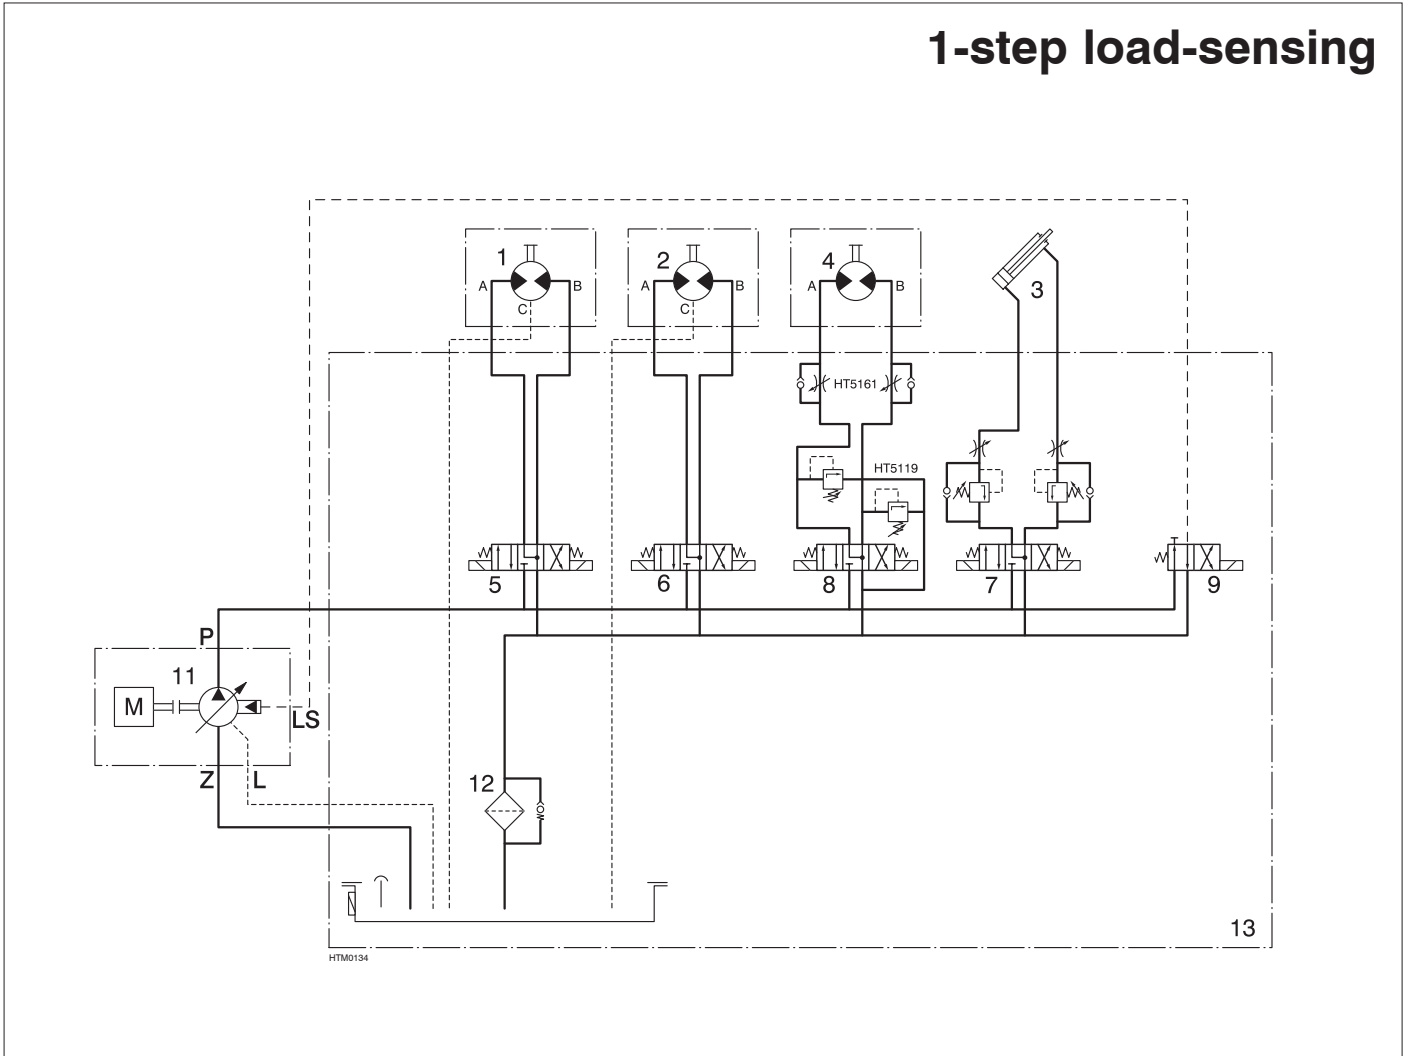 1-step load-sensing
1 2 4 3
A B C
A B C
A B
HT5161
HT5119
5 6 8 7 9
P
11
M
LS
Z L
12
13
HTM0134